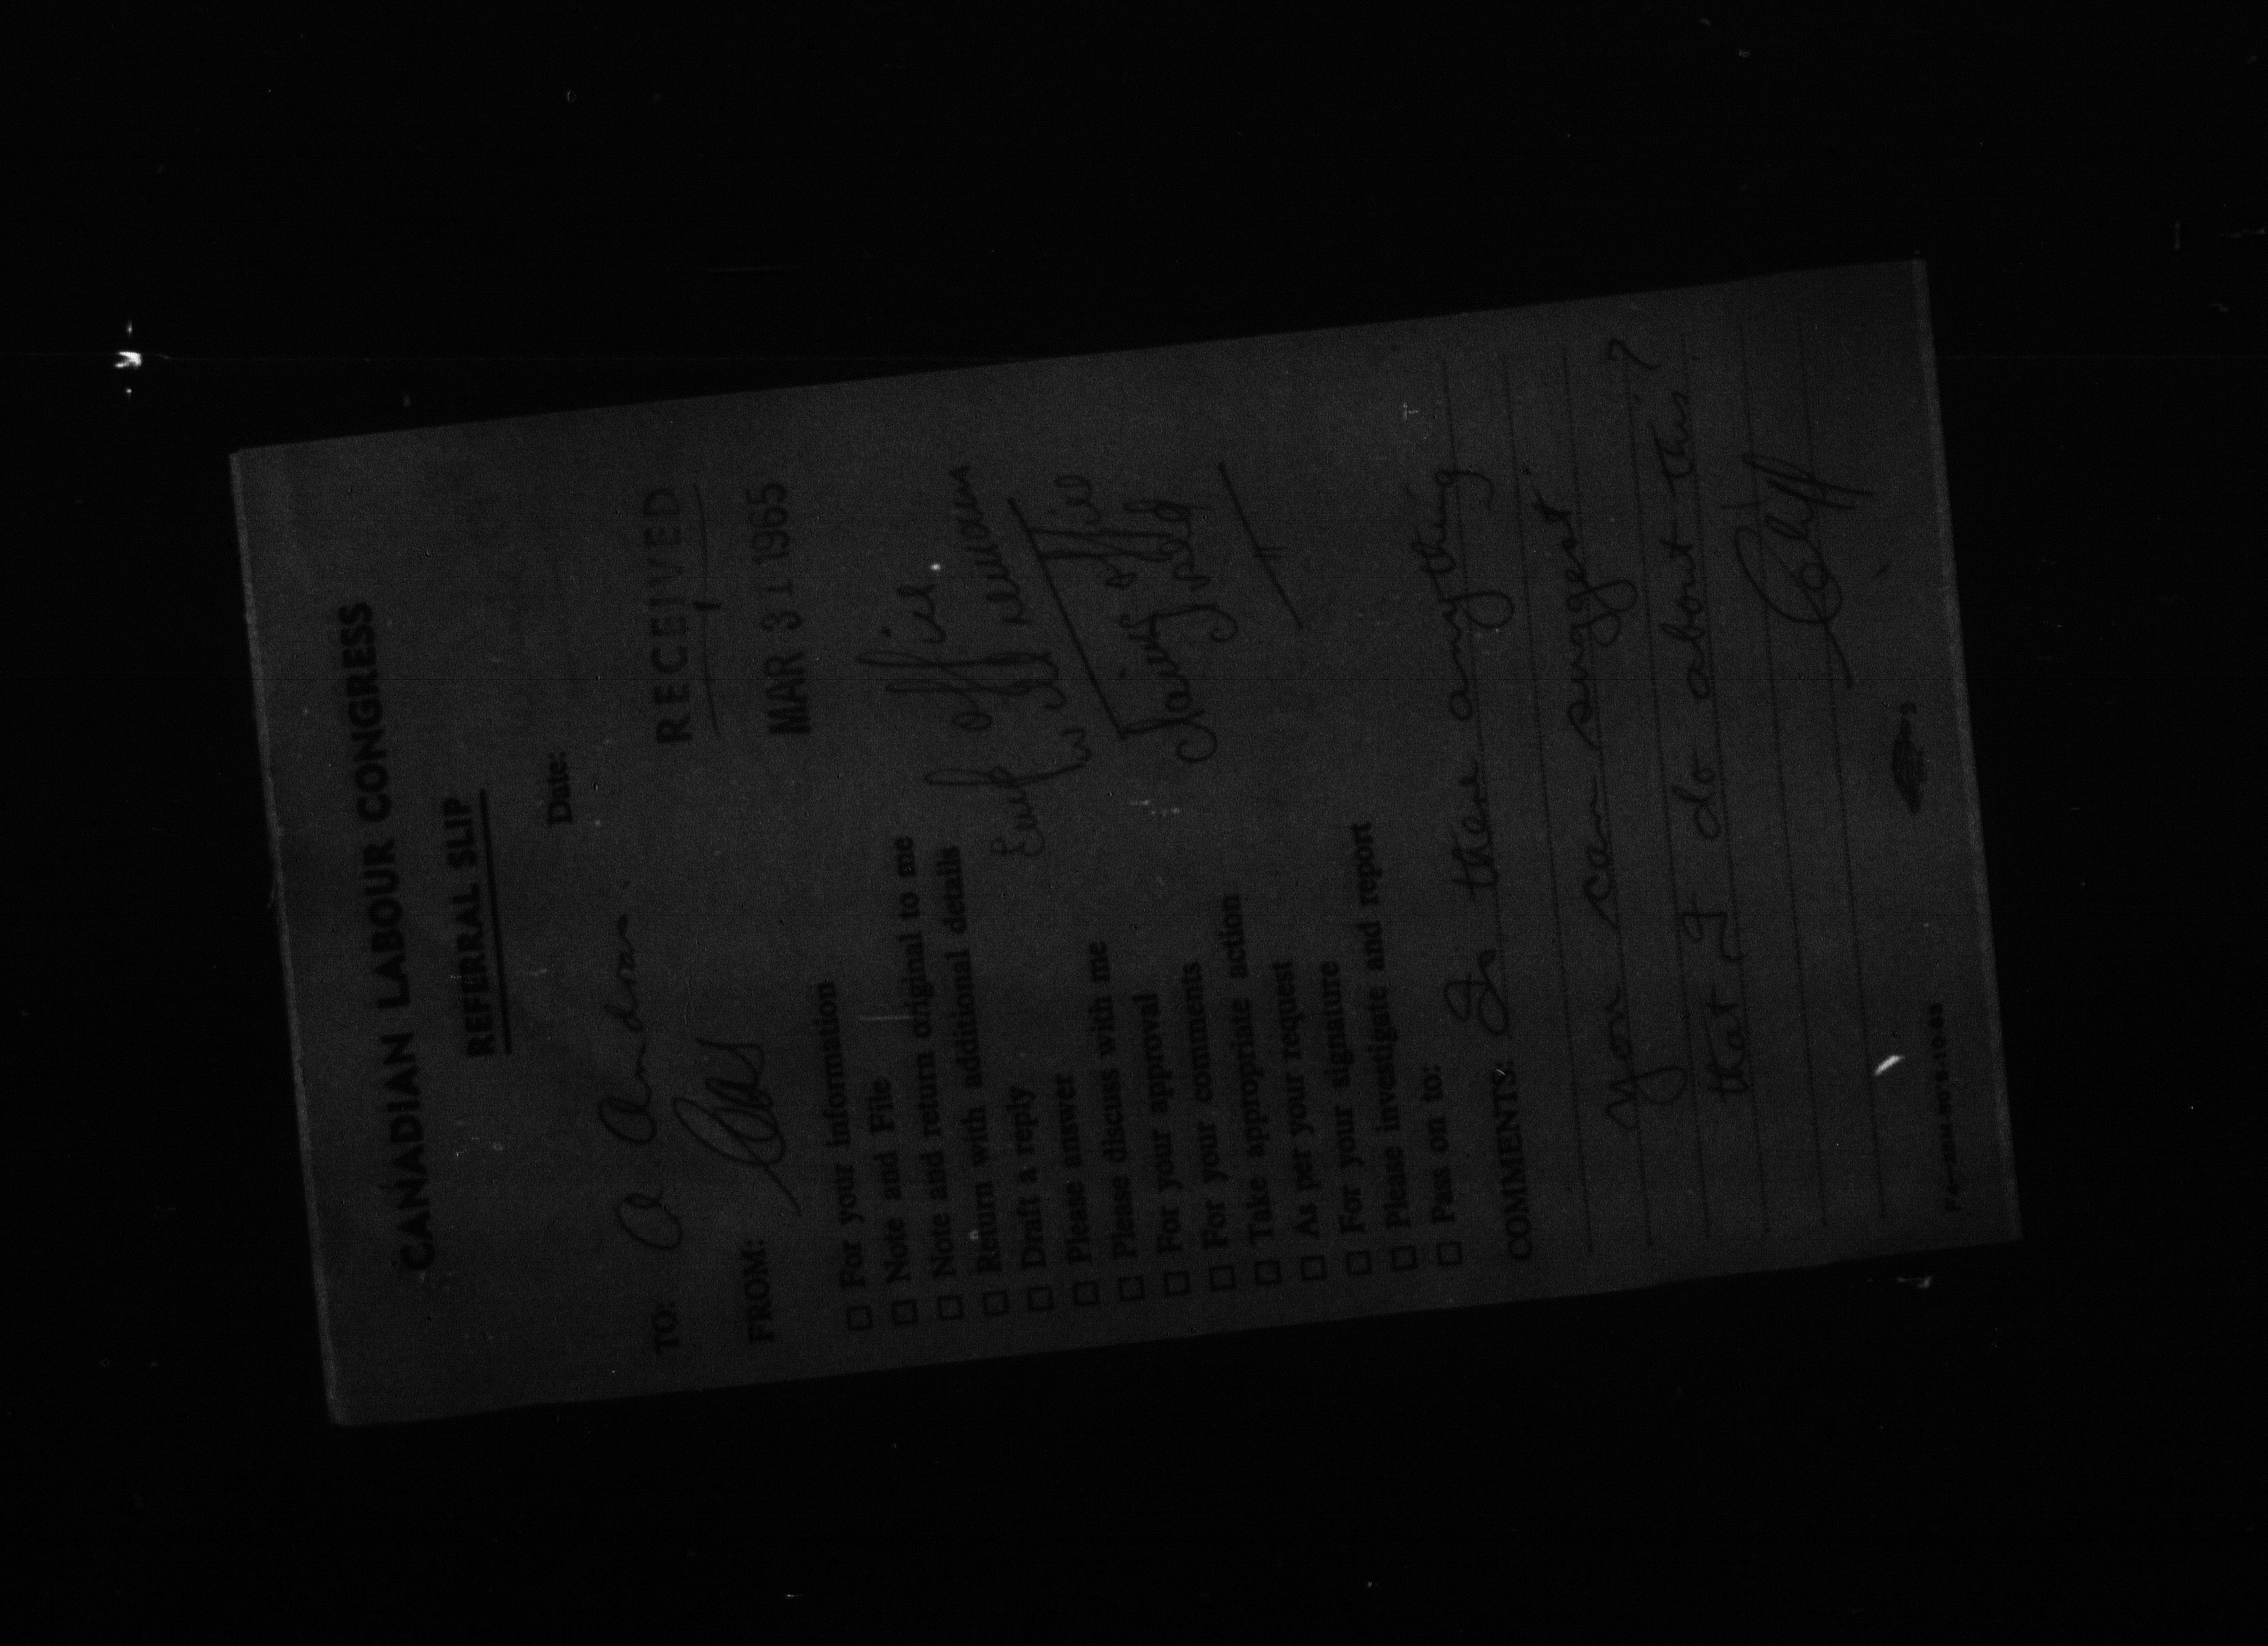 CANADIAN LABOUR CONGRESS
REFERRAL SLIP
Date:
TO: A. Andras
RECEIVED
FROM:
MAR 31 1965
☐ For your information
☐ Note and File
☐ Note and return original to me
☐ Return with additional details
☐ Draft a reply
☐ Please answer
☐ Please discuss with me
☐ For your approval
☐ For your comments
☐ Take appropriate action
☐ As per your request
☐ For your signature
☐ Please investigate and report
☐ Pass on to:
office
office
COMMENTS: Is there anything
you can suggest
that I do about this?
Cliff